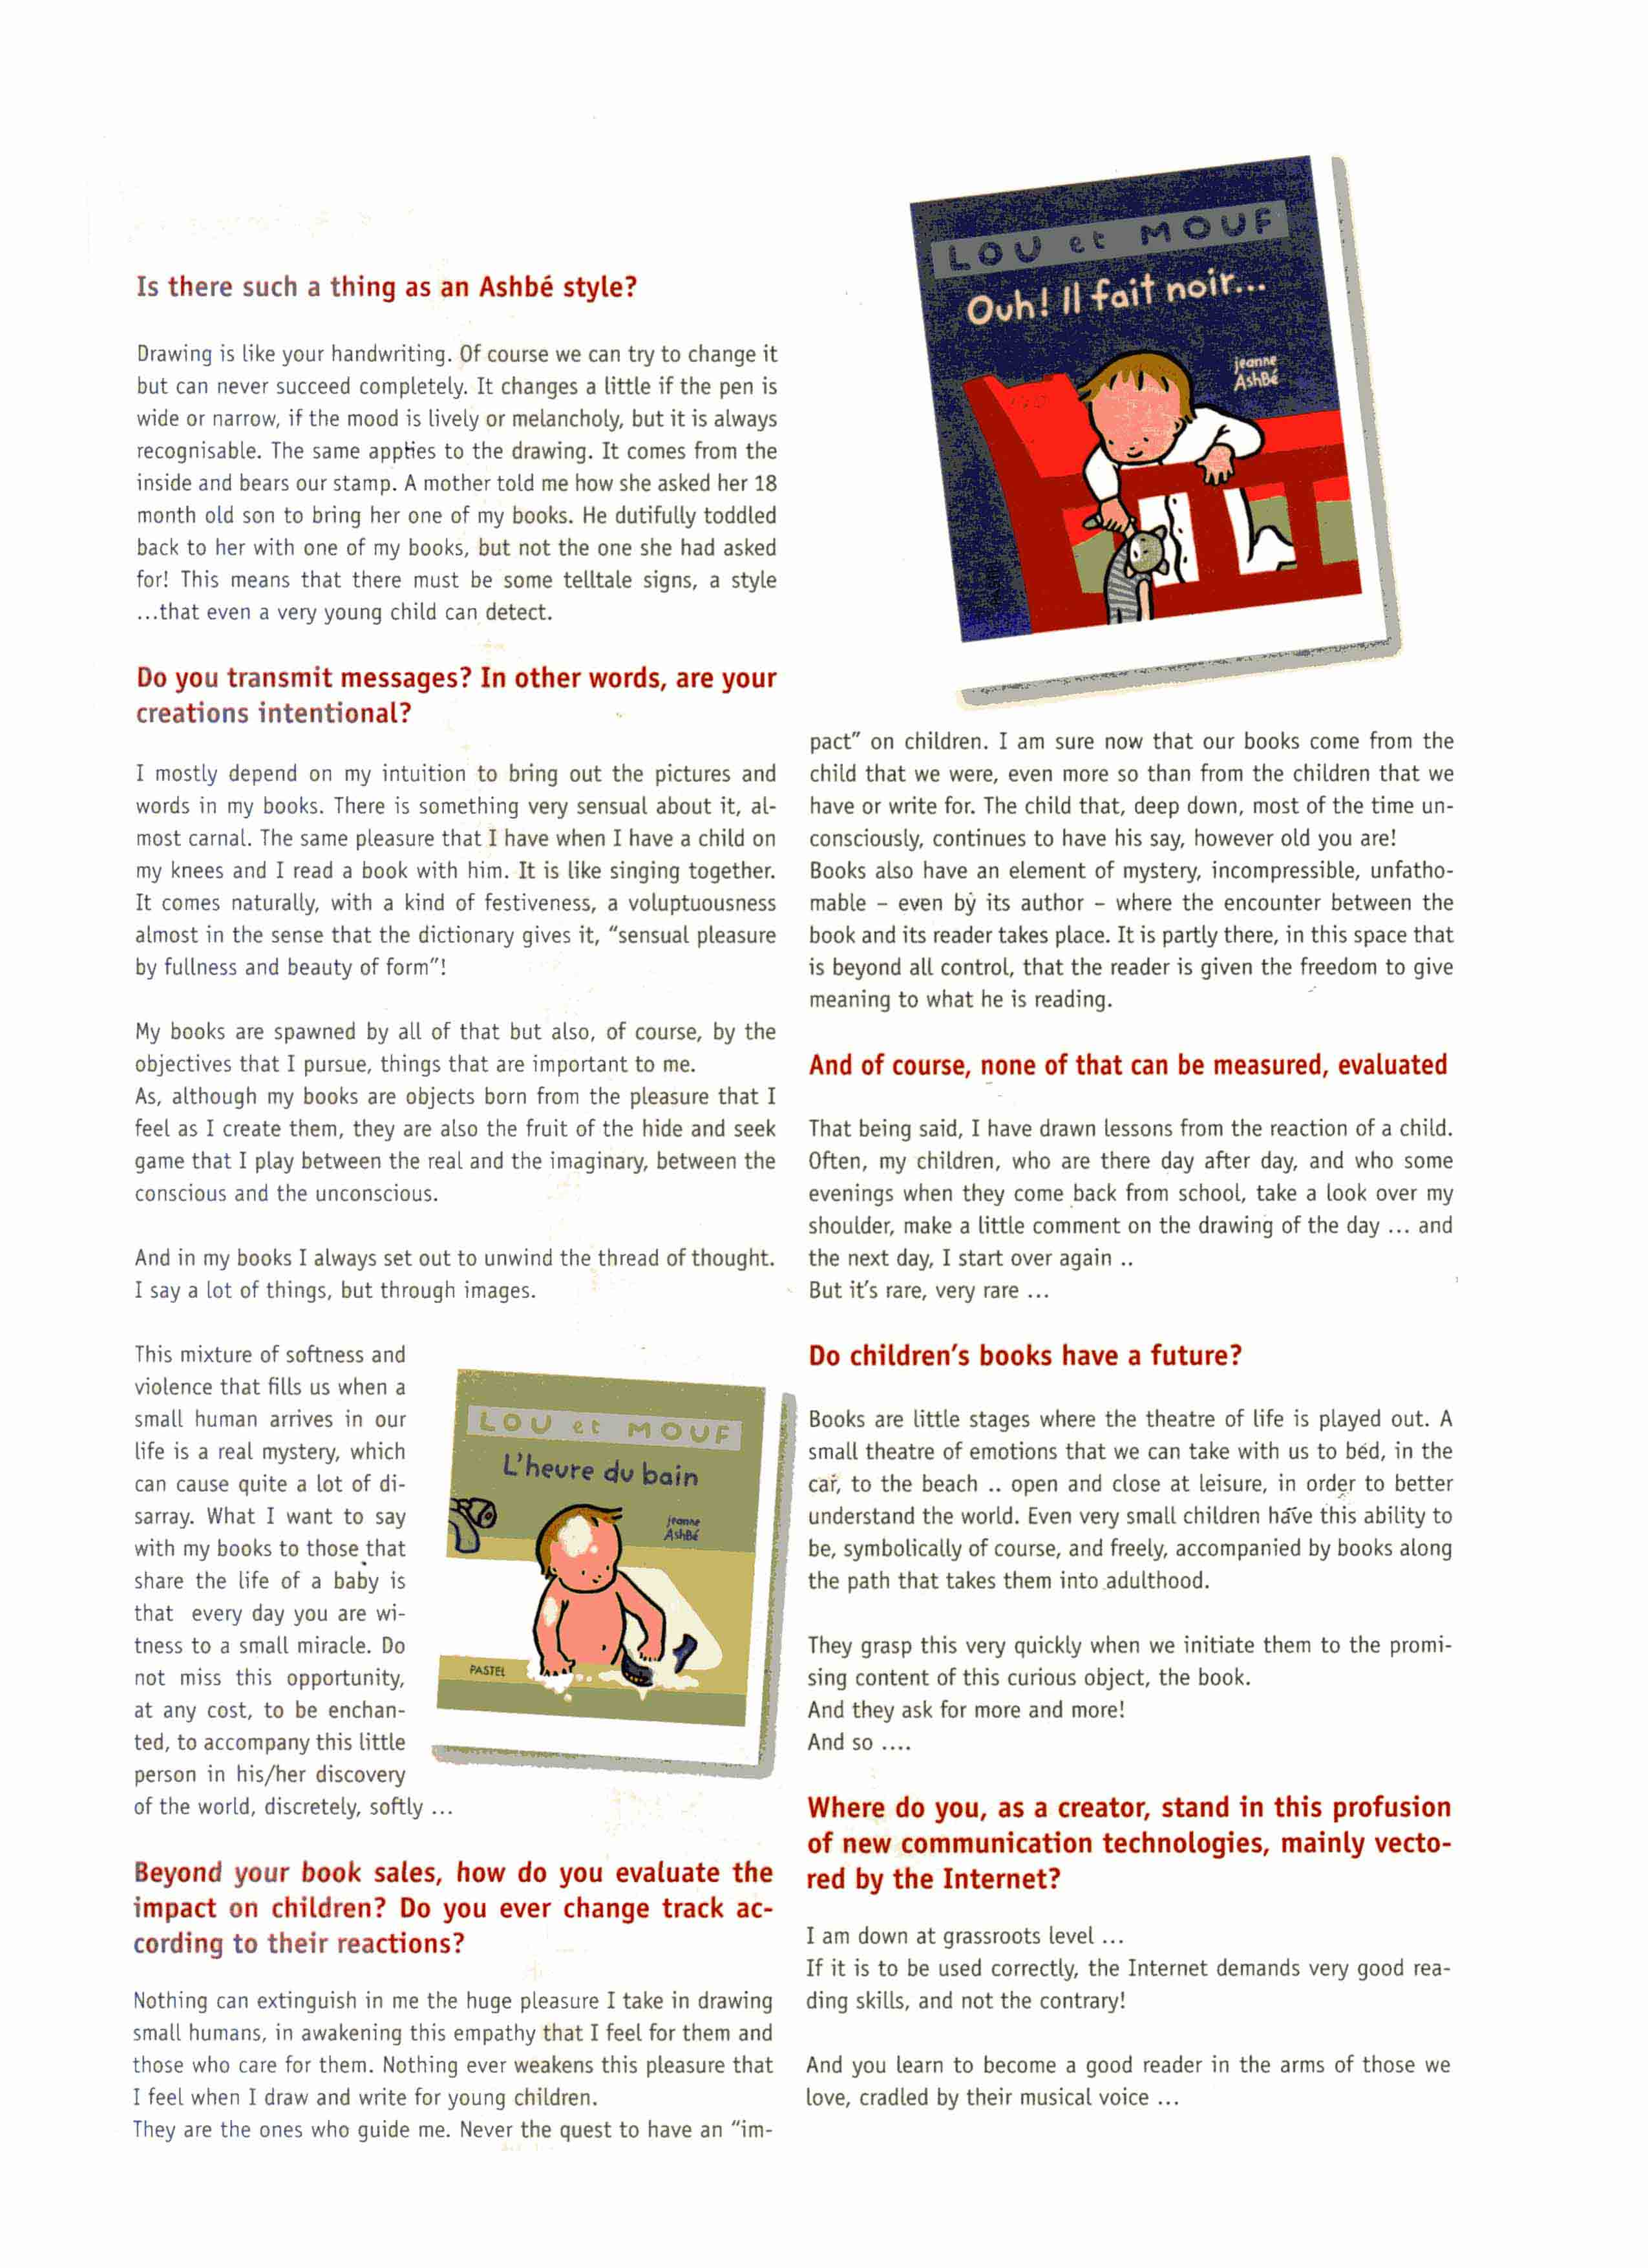 Is there such a thing as an Ashbé style?
Drawing is like your handwriting. Of course we can try to change it
but can never succeed completely. It changes a little if the pen is
wide or narrow, if the mood is lively or melancholy, but it is always
recognisable. The same applies to the drawing. It comes from the
inside and bears our stamp. A mother told me how she asked her 18
month old son to bring her one of my books. He dutifully toddled
back to her with one of my books, but not the one she had asked
for! This means that there must be some telltale signs, a style
...that even a very young child can detect.
Do you transmit messages? In other words, are your
creations intentional?
I mostly depend on my intuition to bring out the pictures and
words in my books. There is something very sensual about it, al-
most carnal. The same pleasure that I have when I have a child on
my knees and I read a book with him. It is like singing together.
It comes naturally, with a kind of festiveness, a voluptuousness
almost in the sense that the dictionary gives it, "sensual pleasure
by fullness and beauty of form"!
My books are spawned by all of that but also, of course, by the
objectives that I pursue, things that are important to me.
As, although my books are objects born from the pleasure that I
feel as I create them, they are also the fruit of the hide and seek
game that I play between the real and the imaginary, between the
conscious and the unconscious.
And in my books I always set out to unwind the thread of thought.
I say a lot of things, but through images.
This mixture of softness and
violence that fills us when a
small human arrives in our
life is a real mystery, which
can cause quite a lot of di-
sarray. What I want to say
with my books to those that
share the life of a baby is
that every day you are wi-
tness to a small miracle. Do
not miss this opportunity,
at any cost, to be enchan-
ted, to accompany this little
person in his/her discovery
of the world, discretely, softly ...
LOU et MOUF
L'heure du bain
jeanne
AshBé
PASTEL
Beyond your book sales, how do you evaluate the
impact on children? Do you ever change track ac-
cording to their reactions?
Nothing can extinguish in me the huge pleasure I take in drawing
small humans, in awakening this empathy that I feel for them and
those who care for them. Nothing ever weakens this pleasure that
I feel when I draw and write for young children.
They are the ones who guide me. Never the quest to have an "im-
LOU et MOUF
Ouh! Il fait noir...
jeanne
AshBé
pact" on children. I am sure now that our books come from the
child that we were, even more so than from the children that we
have or write for. The child that, deep down, most of the time un-
consciously, continues to have his say, however old you are!
Books also have an element of mystery, incompressible, unfatho-
mable – even by its author – where the encounter between the
book and its reader takes place. It is partly there, in this space that
is beyond all control, that the reader is given the freedom to give
meaning to what he is reading.
And of course, none of that can be measured, evaluated
That being said, I have drawn lessons from the reaction of a child.
Often, my children, who are there day after day, and who some
evenings when they come back from school, take a look over my
shoulder, make a little comment on the drawing of the day ... and
the next day, I start over again ..
But it's rare, very rare ...
Do children's books have a future?
Books are little stages where the theatre of life is played out. A
small theatre of emotions that we can take with us to bed, in the
car, to the beach .. open and close at leisure, in order to better
understand the world. Even very small children have this ability to
be, symbolically of course, and freely, accompanied by books along
the path that takes them into adulthood.
They grasp this very quickly when we initiate them to the promi-
sing content of this curious object, the book.
And they ask for more and more!
And so ....
Where do you, as a creator, stand in this profusion
of new communication technologies, mainly vecto-
red by the Internet?
I am down at grassroots level ...
If it is to be used correctly, the Internet demands very good rea-
ding skills, and not the contrary!
And you learn to become a good reader in the arms of those we
love, cradled by their musical voice ...